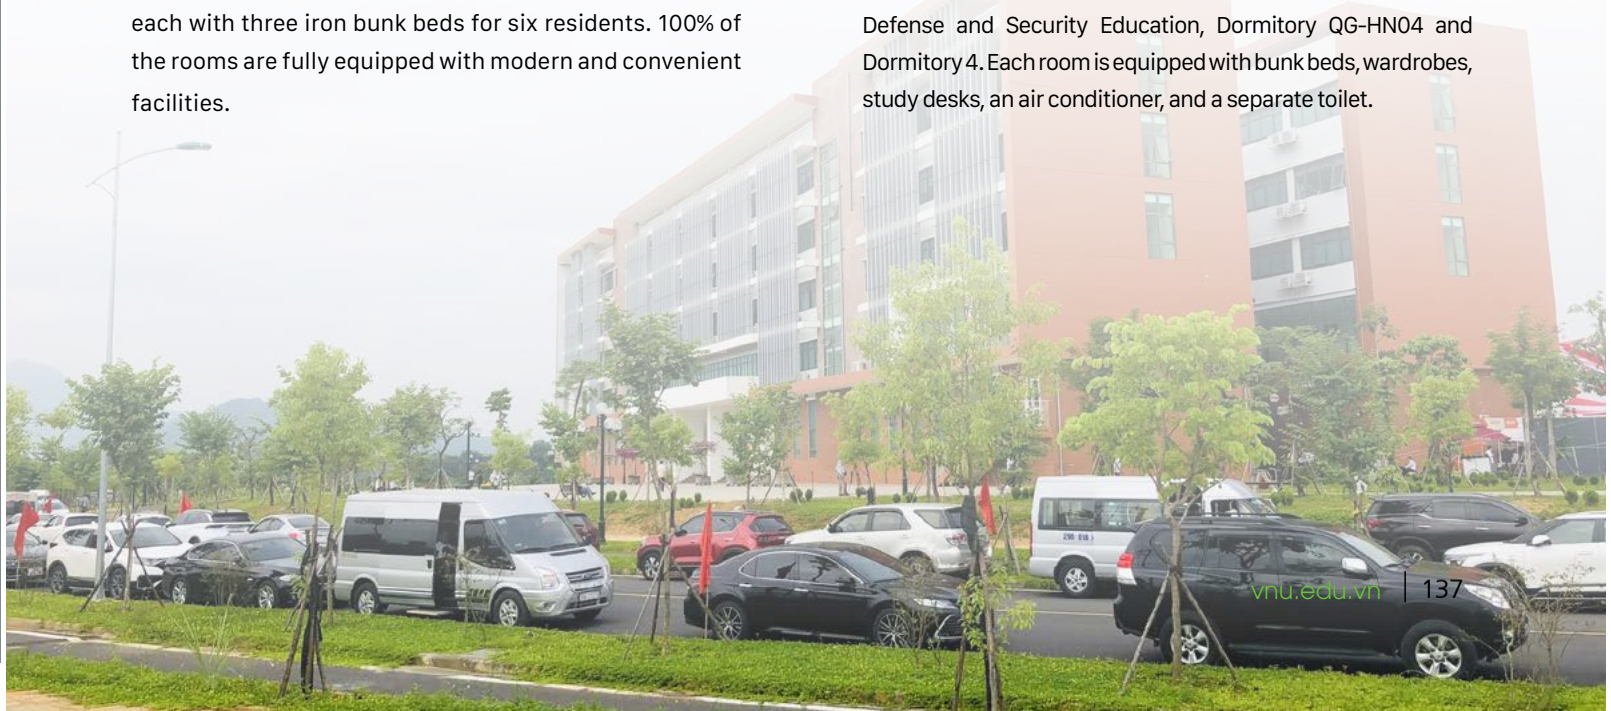 each with three iron bunk beds for six residents. 100% of
the rooms are fully equipped with modern and convenient
facilities.
Defense and Security Education, Dormitory QG-HN04 and
Dormitory 4. Each room is equipped with bunk beds, wardrobes,
study desks, an air conditioner, and a separate toilet.
vnu.edu.vn | 137